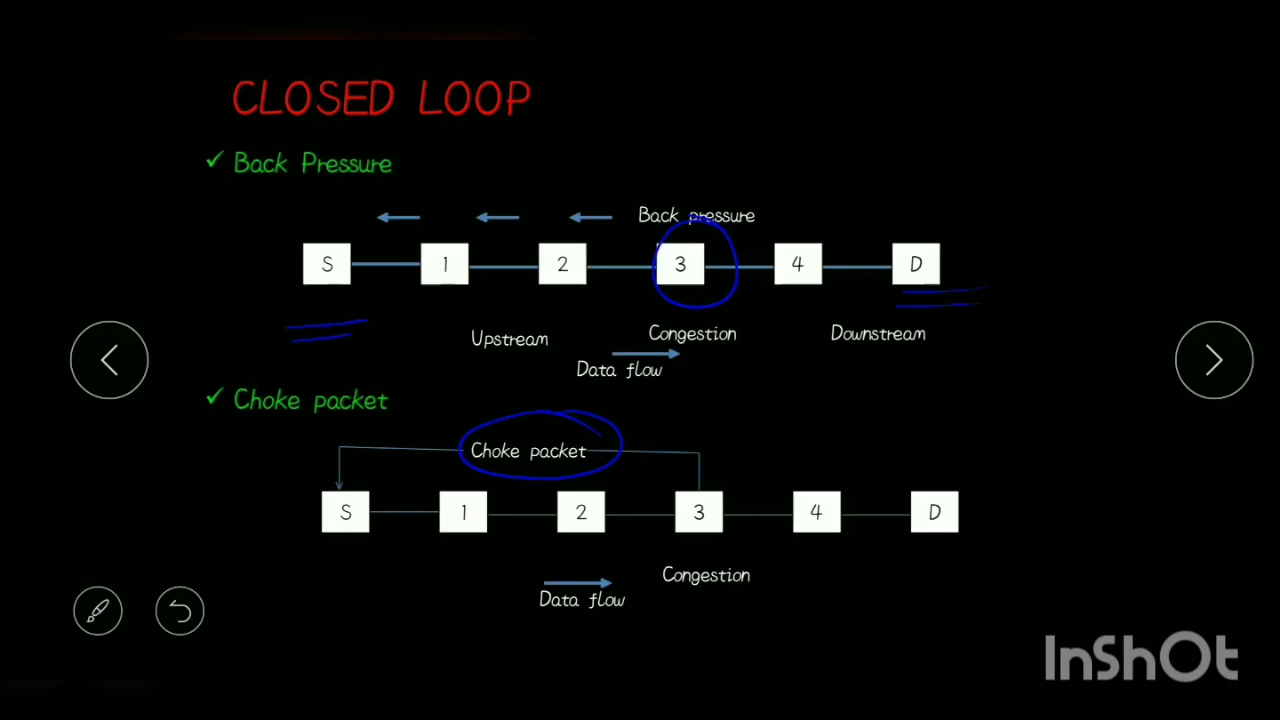 CLOSED LOOP
✓ Back Pressure
Back pressure
S 1 2 3 4 D
Upstream Congestion Downstream
Data flow
✓ Choke packet
Choke packet
S 1 2 3 4 D
Congestion
Data flow
InShOt